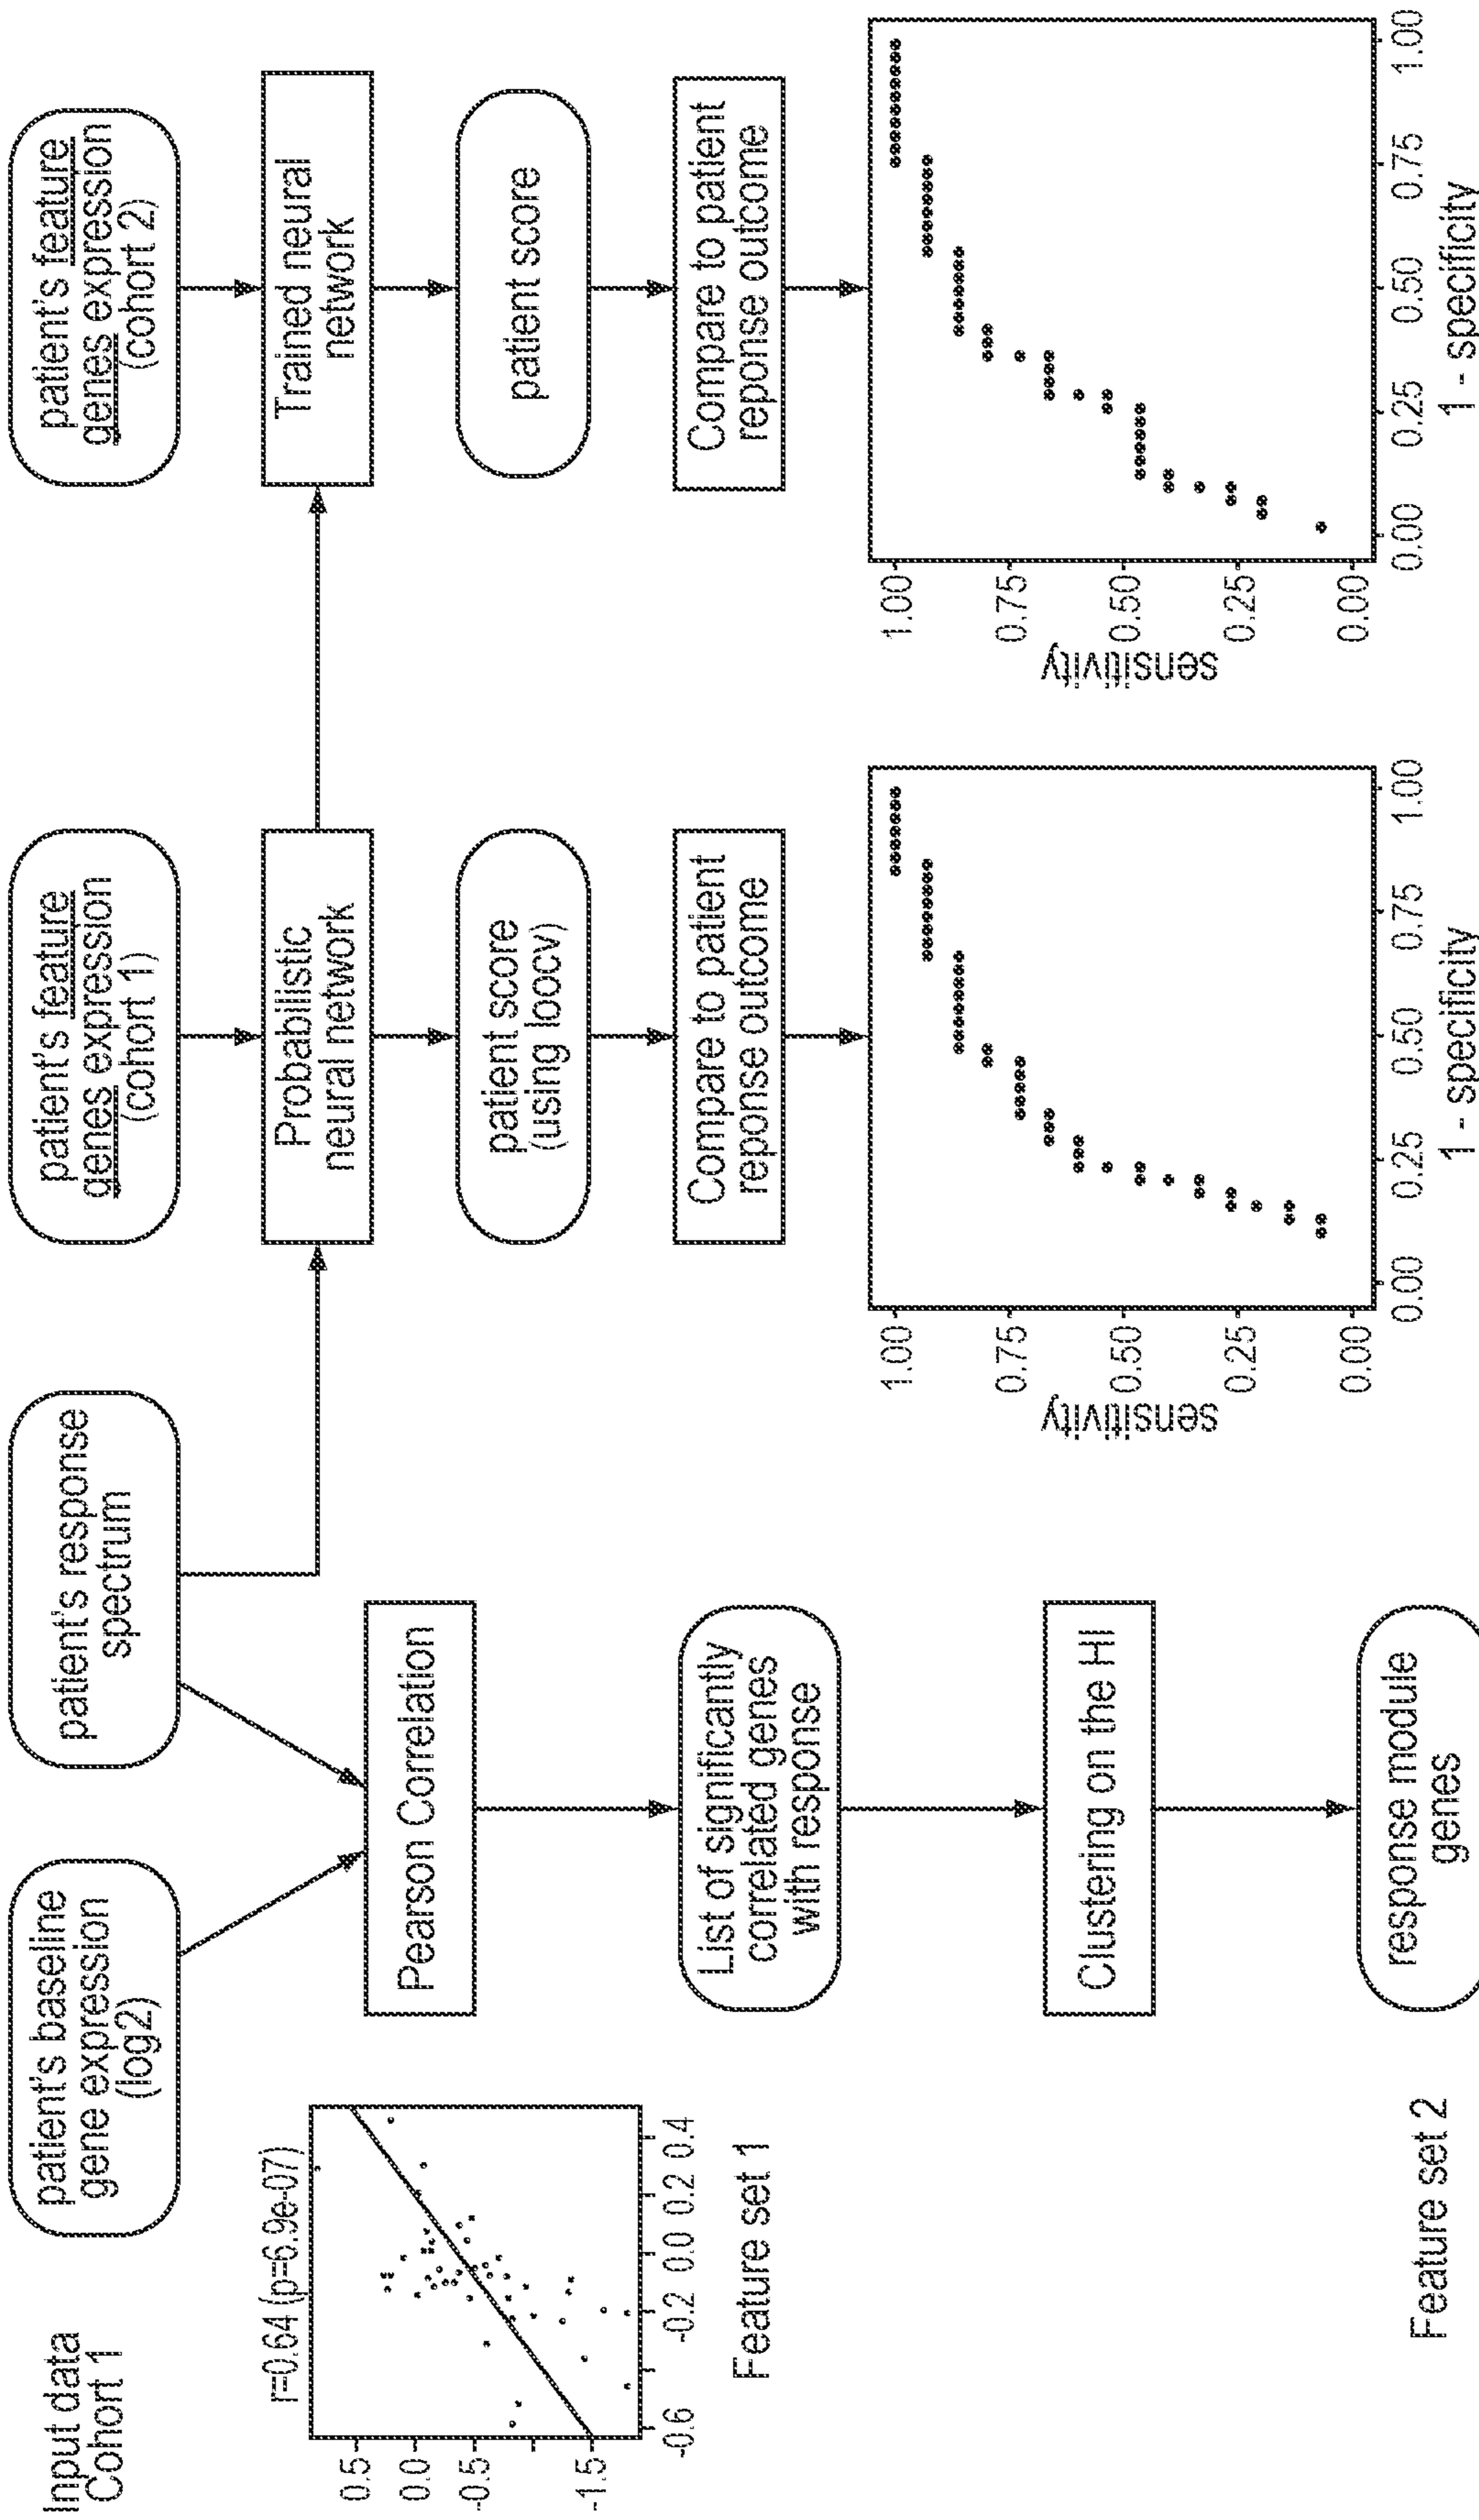 Input data
Cohort 1
patient's baseline
gene expression
(log2)
patient's response
spectrum
r=0.64 (p=6.9e-07)
0.5
0.0
-0.5
-1.5
-0.6
-0.2
0.0
0.2
0.4
Pearson Correlation
Feature set 1
List of significantly
correlated genes
with response
Clustering on the HI
Feature set 2
response module
genes
patient's feature
genes expression
(cohort 1)
Probabilistic
neural network
patient score
(using loocv)
Compare to patient
reponse outcome
sensitivity
1.00
0.75
0.50
0.25
0.00
0.00
0.25
0.50
0.75
1.00
1 - specificity
patient's feature
genes expression
(cohort 2)
Trained neural
network
patient score
Compare to patient
reponse outcome
sensitivity
1.00
0.75
0.50
0.25
0.00
0.00
0.25
0.50
0.75
1.00
1 - specificity